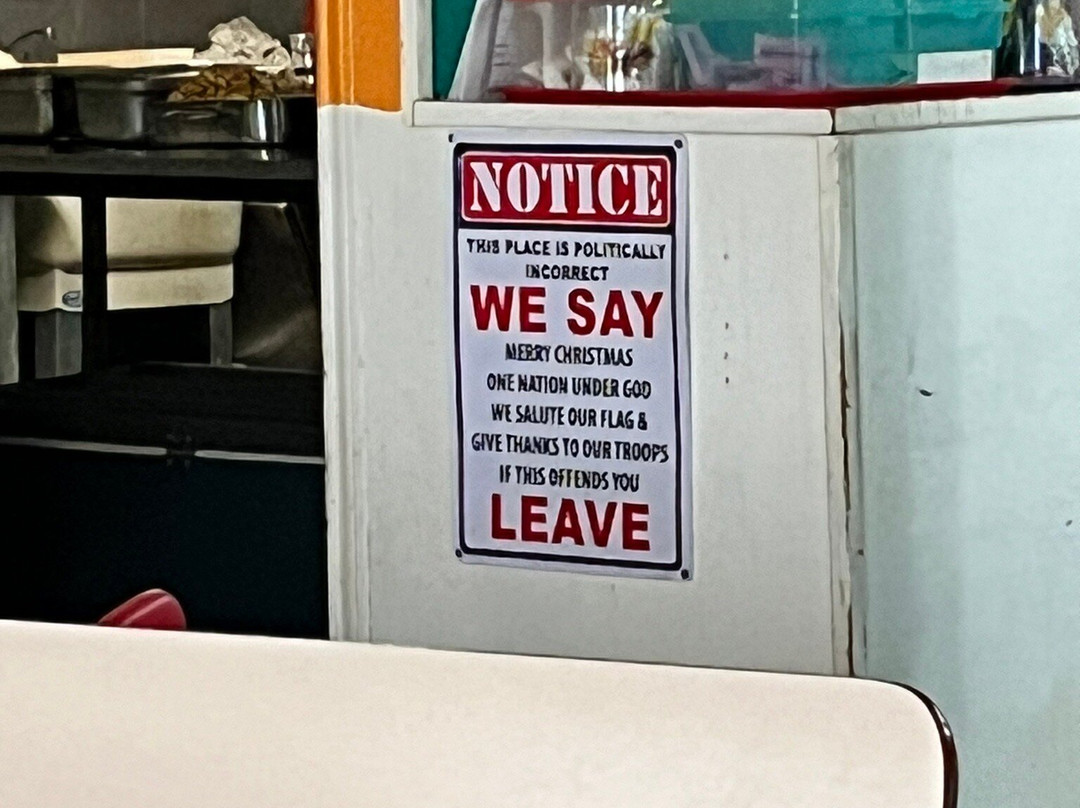 NOTICE
THIS PLACE IS POLITICALLY
INCORRECT
WE SAY
MERRY CHRISTMAS
ONE NATION UNDER GOD
WE SALUTE OUR FLAG &
GIVE THANKS TO OUR TROOPS
IF THIS OFFENDS YOU
LEAVE